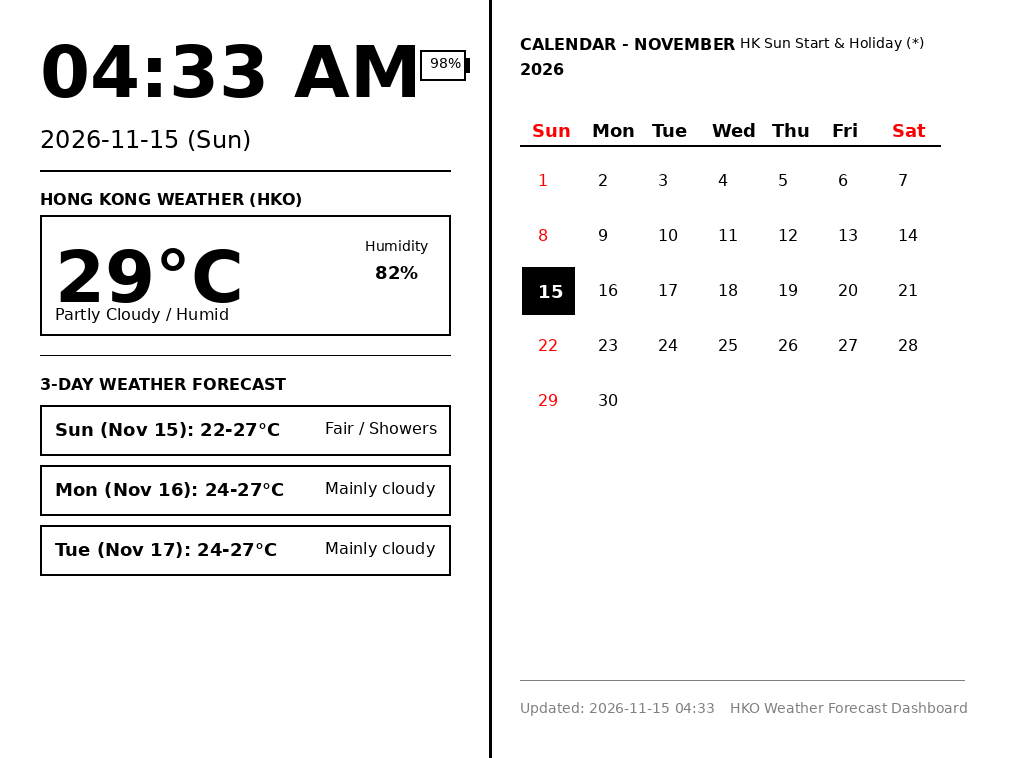 04:33 AM
98%
2026-11-15 (Sun)
HONG KONG WEATHER (HKO)
29°C
Humidity
82%
Partly Cloudy / Humid
3-DAY WEATHER FORECAST
Sun (Nov 15): 22-27°C Fair / Showers
Mon (Nov 16): 24-27°C Mainly cloudy
Tue (Nov 17): 24-27°C Mainly cloudy
CALENDAR - NOVEMBER 2026
HK Sun Start & Holiday (*)
Sun Mon Tue Wed Thu Fri Sat
1 2 3 4 5 6 7
8 9 10 11 12 13 14
15 16 17 18 19 20 21
22 23 24 25 26 27 28
29 30
Updated: 2026-11-15 04:33 HKO Weather Forecast Dashboard